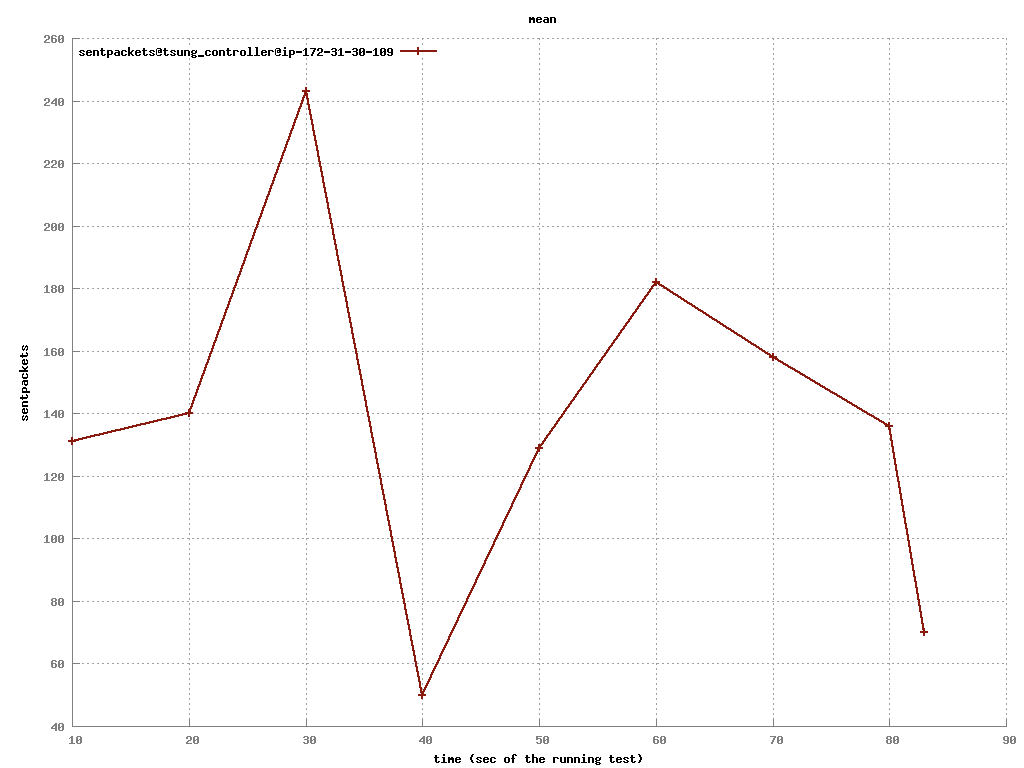 mean
260
sentpackets@tsung_controller@ip-172-31-30-109
240
220
200
180
160
sentpackets
140
120
100
80
60
40
10 20 30 40 50 60 70 80 90
time (sec of the running test)